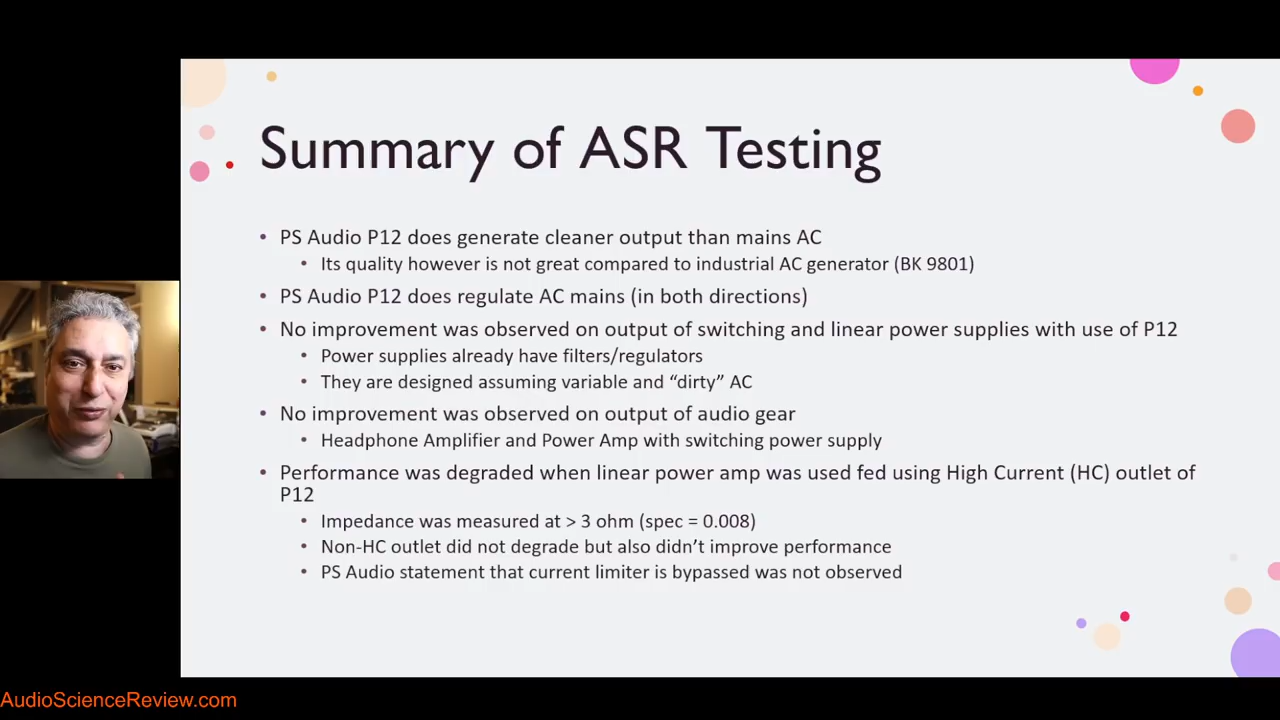 Summary of ASR Testing
• PS Audio P12 does generate cleaner output than mains AC
• Its quality however is not great compared to industrial AC generator (BK 9801)
• PS Audio P12 does regulate AC mains (in both directions)
• No improvement was observed on output of switching and linear power supplies with use of P12
• Power supplies already have filters/regulators
• They are designed assuming variable and “dirty” AC
• No improvement was observed on output of audio gear
• Headphone Amplifier and Power Amp with switching power supply
• Performance was degraded when linear power amp was used fed using High Current (HC) outlet of
P12
• Impedance was measured at > 3 ohm (spec = 0.008)
• Non-HC outlet did not degrade but also didn’t improve performance
• PS Audio statement that current limiter is bypassed was not observed
AudioScienceReview.com